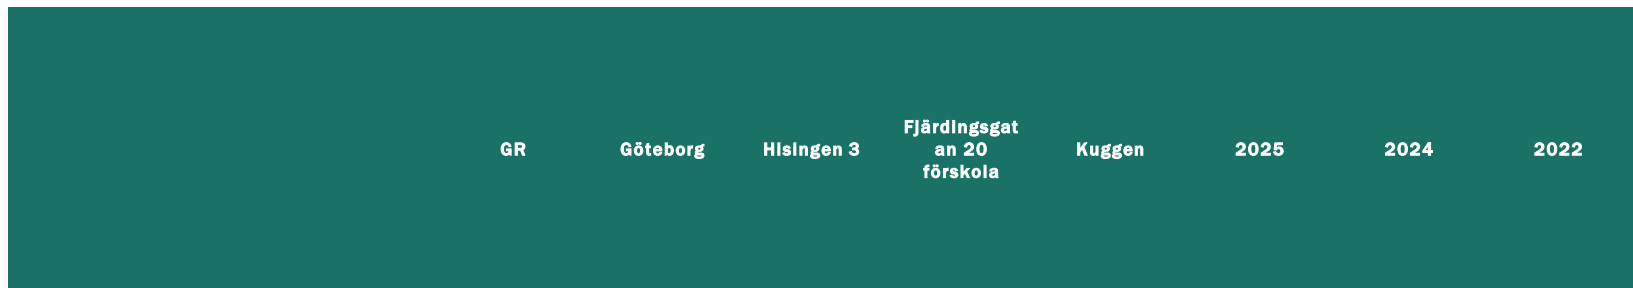 GR Göteborg Hisingen 3 Fjärdingsgat
an 20
förskola Kuggen 2025 2024 2022